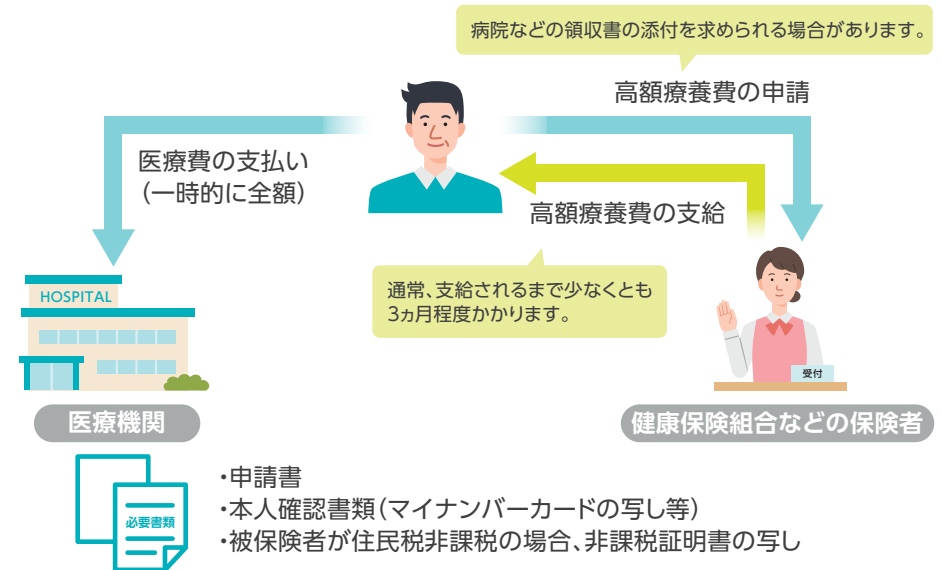 病院などの領収書の添付を求められる場合があります。
高額療養費の申請
医療費の支払い
（一時的に全額）
高額療養費の支給
通常、支給されるまで少なくとも
3ヵ月程度かかります。
HOSPITAL
受付
医療機関
健康保険組合などの保険者
必要書類
・申請書
・本人確認書類（マイナンバーカードの写し等）
・被保険者が住民税非課税の場合、非課税証明書の写し